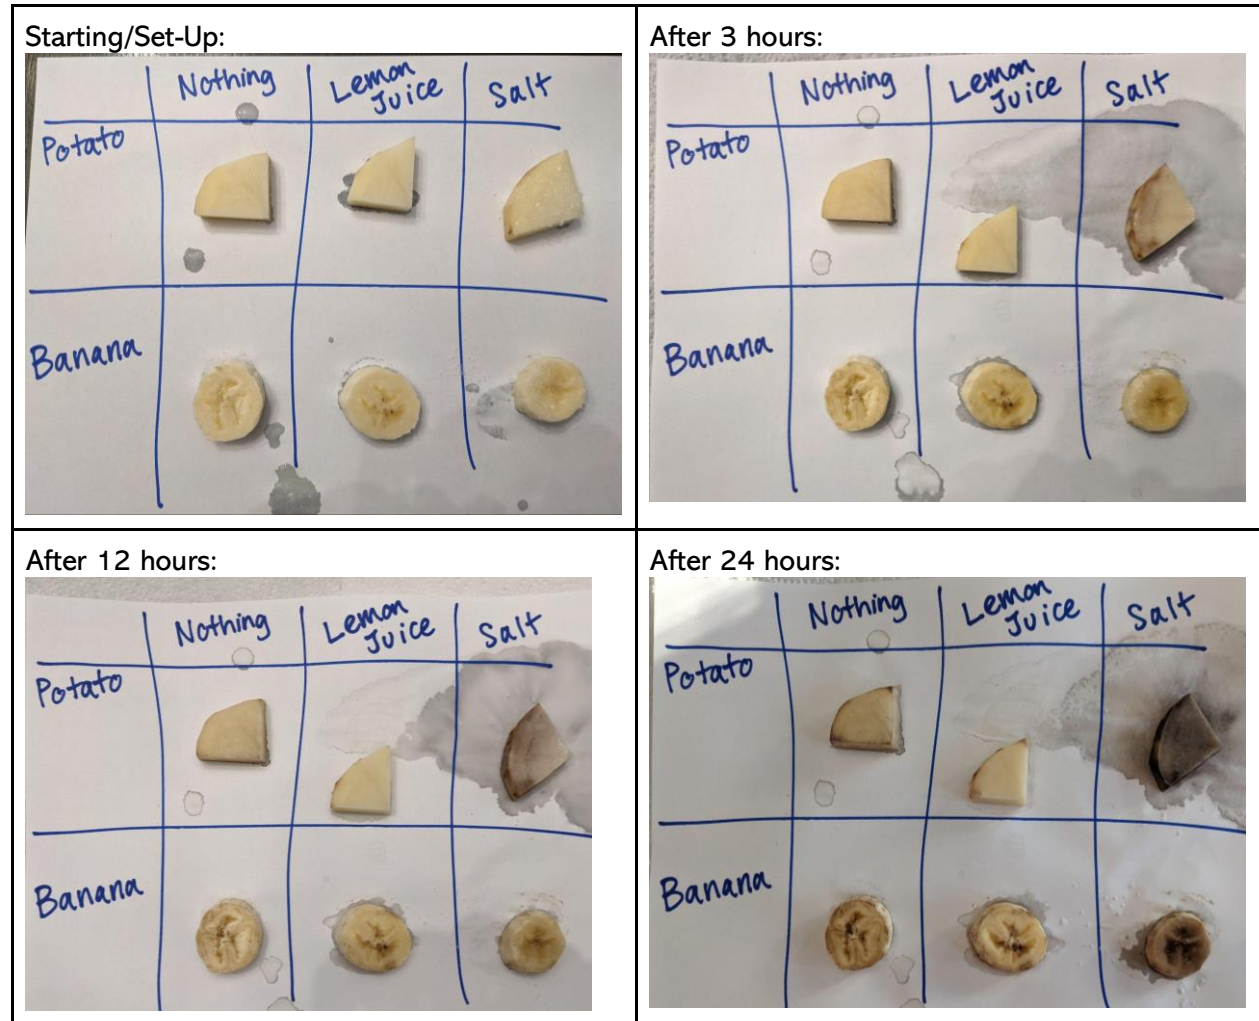 Starting/Set-Up:
Nothing
Lemon
Juice
Salt
Potato
Banana
After 3 hours:
Nothing
Lemon
Juice
Salt
Potato
Banana
After 12 hours:
Nothing
Lemon
Juice
Salt
Potato
Banana
After 24 hours:
Nothing
Lemon
Juice
Salt
Potato
Banana